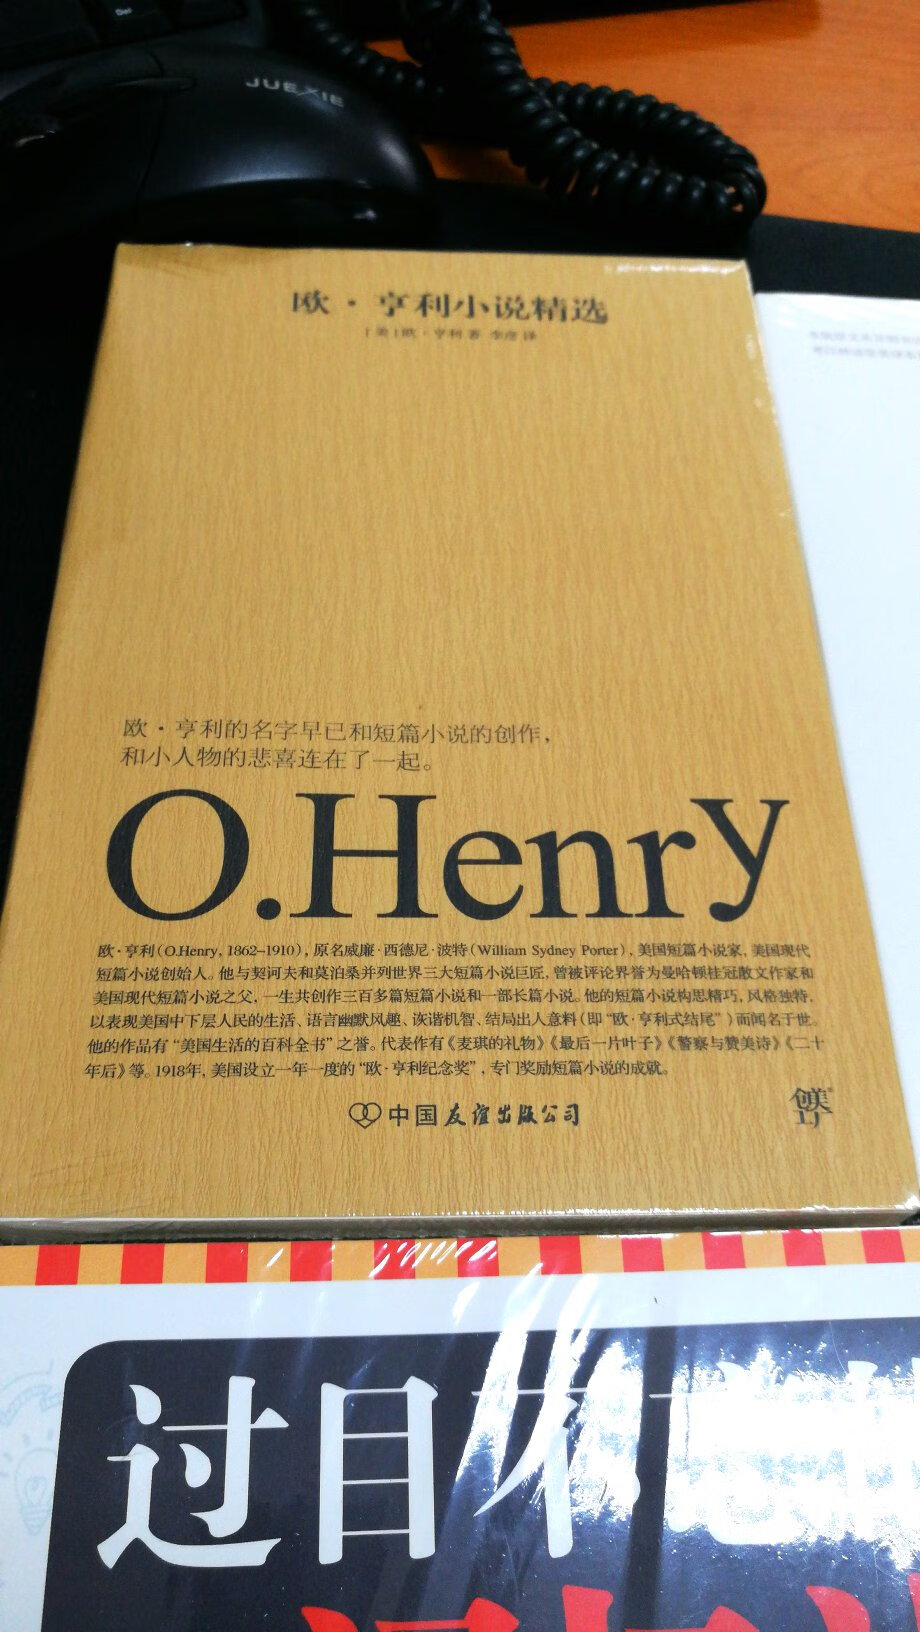 JUEXIE
欧·亨利小说精选
[美]欧·亨利 著 李彦 译
欧·亨利的名字早已和短篇小说的创作，
和小人物的悲喜连在了一起。
O.Henry
欧·亨利（O.Henry, 1862–1910），原名威廉·西德尼·波特（William Sydney Porter），美国短篇小说家，美国现代
短篇小说创始人。他与契诃夫和莫泊桑并列世界三大短篇小说巨匠，曾被评论界誉为曼哈顿桂冠散文作家和
美国现代短篇小说之父，一生共创作三百多篇短篇小说和一部长篇小说。他的短篇小说构思精巧，风格独特，
以表现美国中下层人民的生活、语言幽默风趣、诙谐机智、结局出人意料（即“欧·亨利式结尾”）而闻名于世。
他的作品有“美国生活的百科全书”之誉。代表作有《麦琪的礼物》《最后一片叶子》《警察与赞美诗》《二十
年后》等。1918年，美国设立一年一度的“欧·亨利纪念奖”，专门奖励短篇小说的成就。
中国友谊出版公司
创美
过目不忘